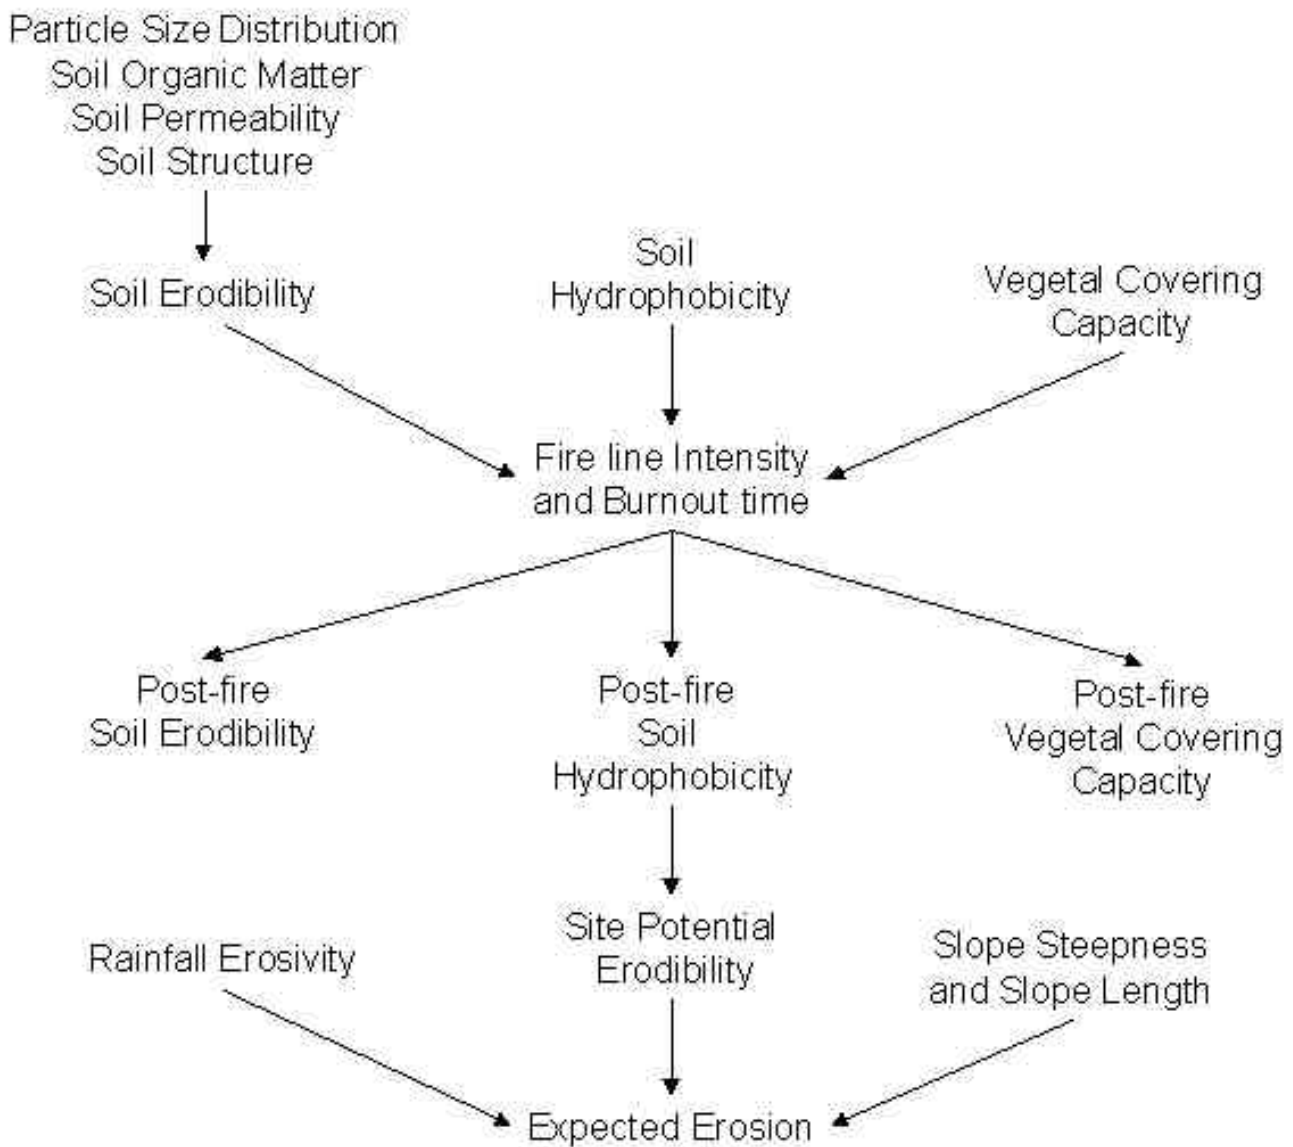 Particle Size Distribution
Soil Organic Matter
Soil Permeability
Soil Structure
Soil Erodibility
Soil
Hydrophobicity
Vegetal Covering
Capacity
Fire line Intensity
and Burnout time
Post-fire
Soil Erodibility
Post-fire
Soil
Hydrophobicity
Post-fire
Vegetal Covering
Capacity
Rainfall Erosivity
Site Potential
Erodibility
Slope Steepness
and Slope Length
Expected Erosion